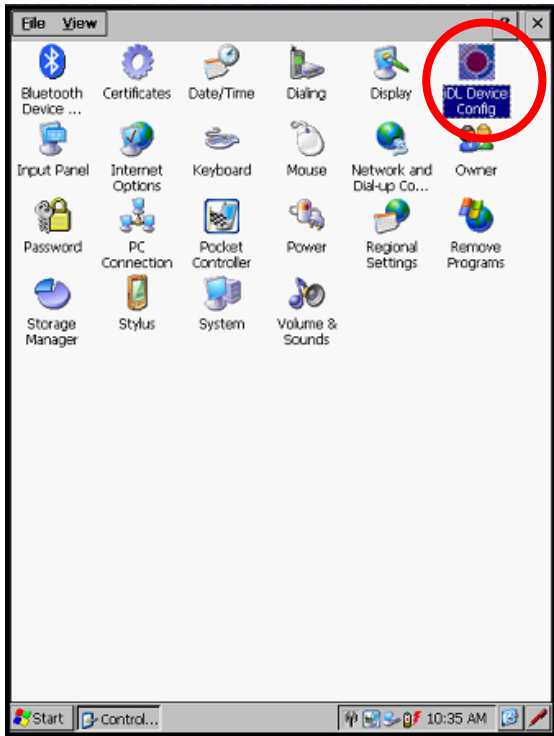 File View ? ×
Bluetooth Certificates Date/Time Dialing Display iDL Device
Device ... Config
Input Panel Internet Keyboard Mouse Network and Owner
Options Dial-up Co...
Password PC Pocket Power Regional Remove
Connection Controller Settings Programs
Storage Stylus System Volume &
Manager Sounds
Start Control... 10:35 AM